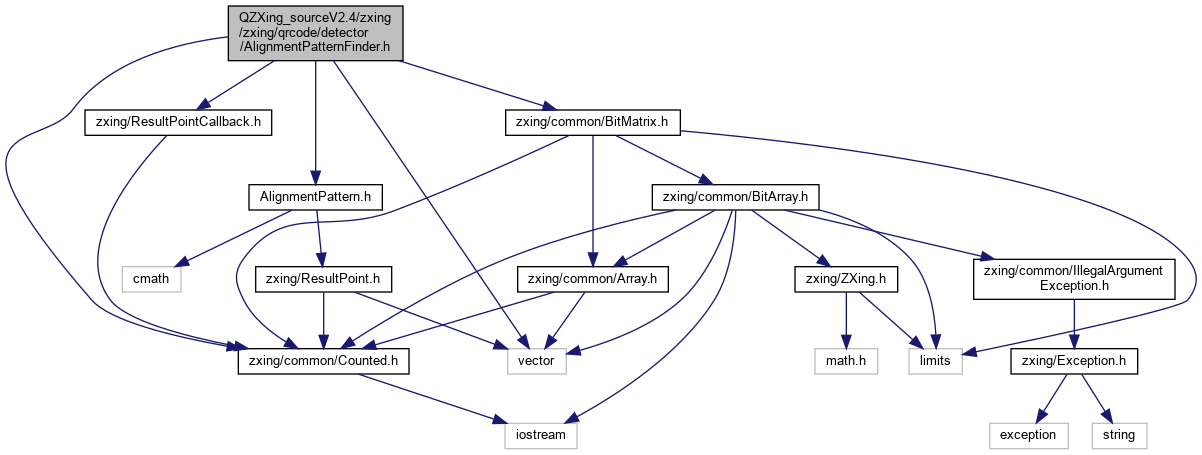 QZXing_sourceV2.4/zxing
/zxing/qrcode/detector
/AlignmentPatternFinder.h
zxing/ResultPointCallback.h
zxing/common/BitMatrix.h
AlignmentPattern.h
zxing/common/BitArray.h
cmath
zxing/ResultPoint.h
zxing/common/Array.h
zxing/ZXing.h
zxing/common/IllegalArgument
Exception.h
zxing/common/Counted.h
vector
math.h
limits
zxing/Exception.h
iostream
exception
string